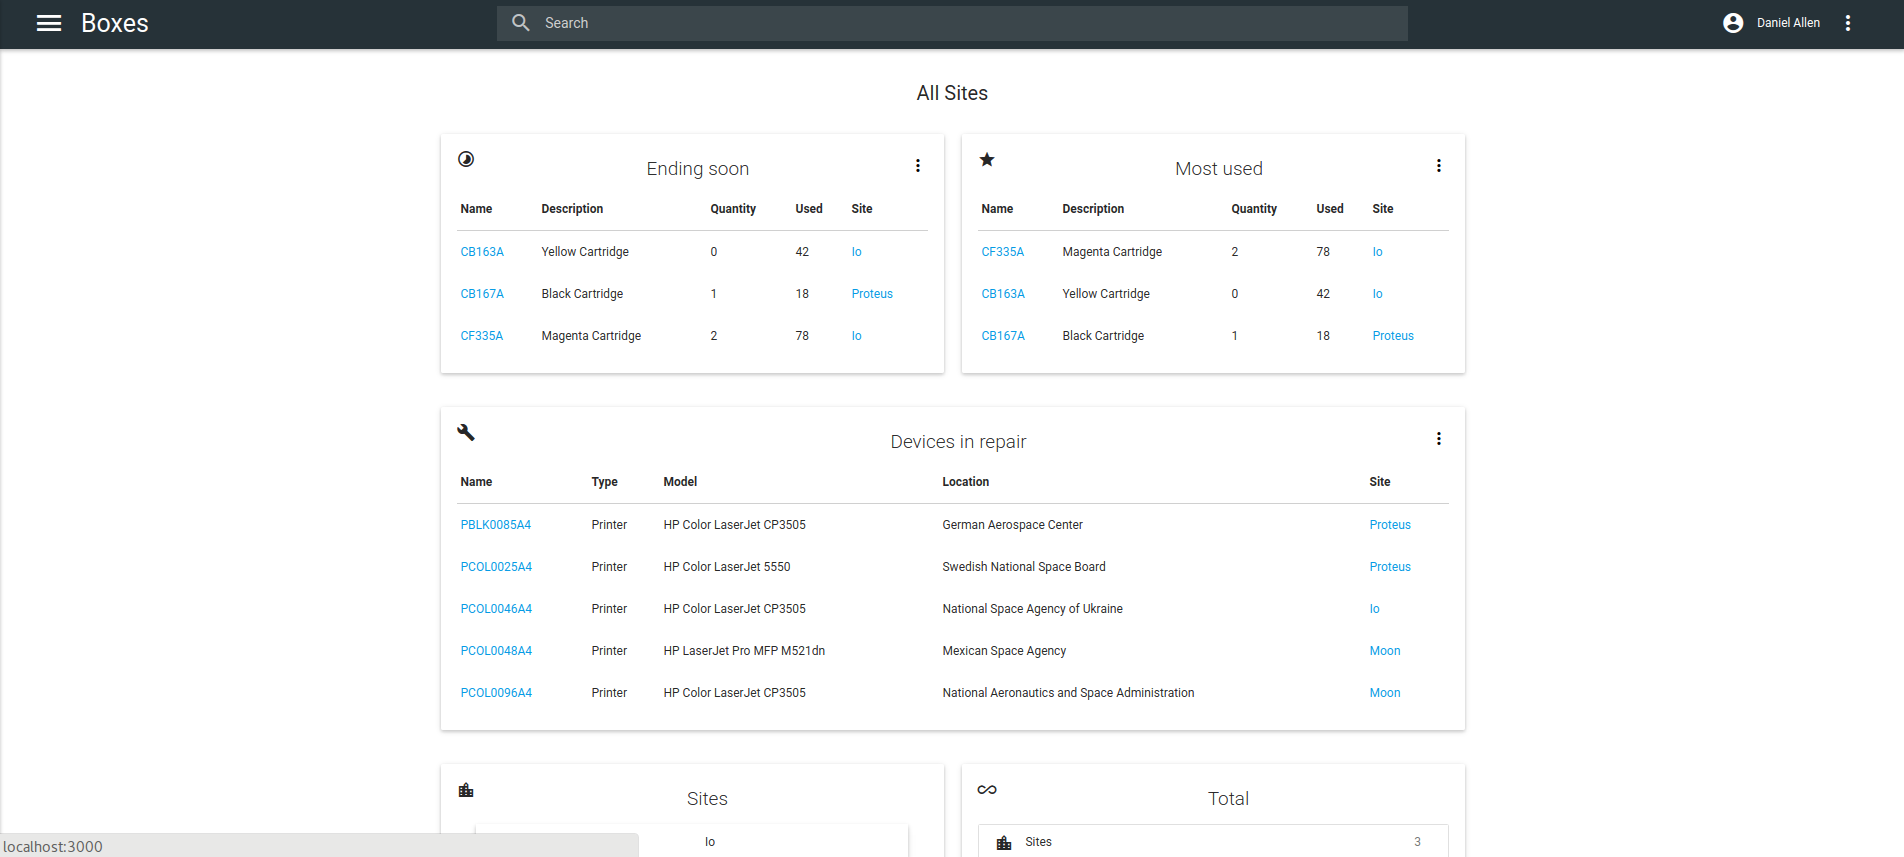 Boxes
Search
Daniel Allen
All Sites
Ending soon
Name Description Quantity Used Site
CB163A Yellow Cartridge 0 42 Io
CB167A Black Cartridge 1 18 Proteus
CF335A Magenta Cartridge 2 78 Io
Most used
Name Description Quantity Used Site
CF335A Magenta Cartridge 2 78 Io
CB163A Yellow Cartridge 0 42 Io
CB167A Black Cartridge 1 18 Proteus
Devices in repair
Name Type Model Location Site
PBLK0085A4 Printer HP Color LaserJet CP3505 German Aerospace Center Proteus
PCOL0025A4 Printer HP Color LaserJet 5550 Swedish National Space Board Proteus
PCOL0046A4 Printer HP Color LaserJet CP3505 National Space Agency of Ukraine Io
PCOL0048A4 Printer HP LaserJet Pro MFP M521dn Mexican Space Agency Moon
PCOL0096A4 Printer HP Color LaserJet CP3505 National Aeronautics and Space Administration Moon
Sites
Io
Total
Sites 3
localhost:3000